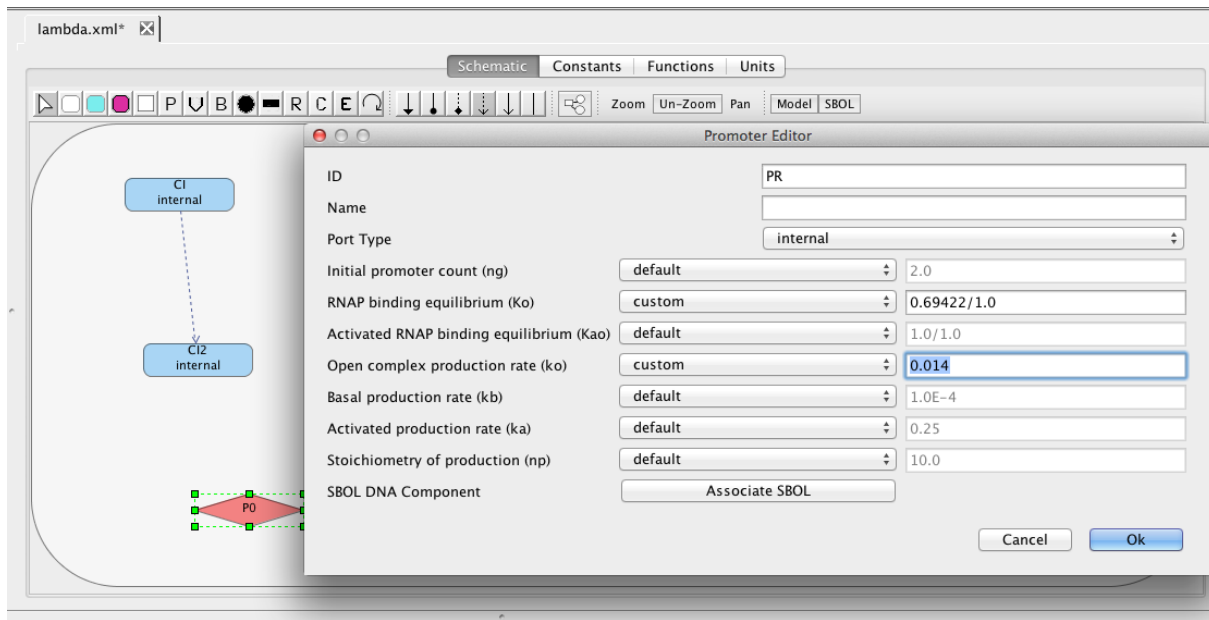 lambda.xml*
Schematic Constants Functions Units
P V B R C E Zoom Un-Zoom Pan Model SBOL
Promoter Editor
CI
internal
CI2
internal
P0
ID PR
Name
Port Type internal
Initial promoter count (ng) default 2.0
RNAP binding equilibrium (Ko) custom 0.69422/1.0
Activated RNAP binding equilibrium (Kao) default 1.0/1.0
Open complex production rate (ko) custom 0.014
Basal production rate (kb) default 1.0E-4
Activated production rate (ka) default 0.25
Stoichiometry of production (np) default 10.0
SBOL DNA Component Associate SBOL
Cancel Ok